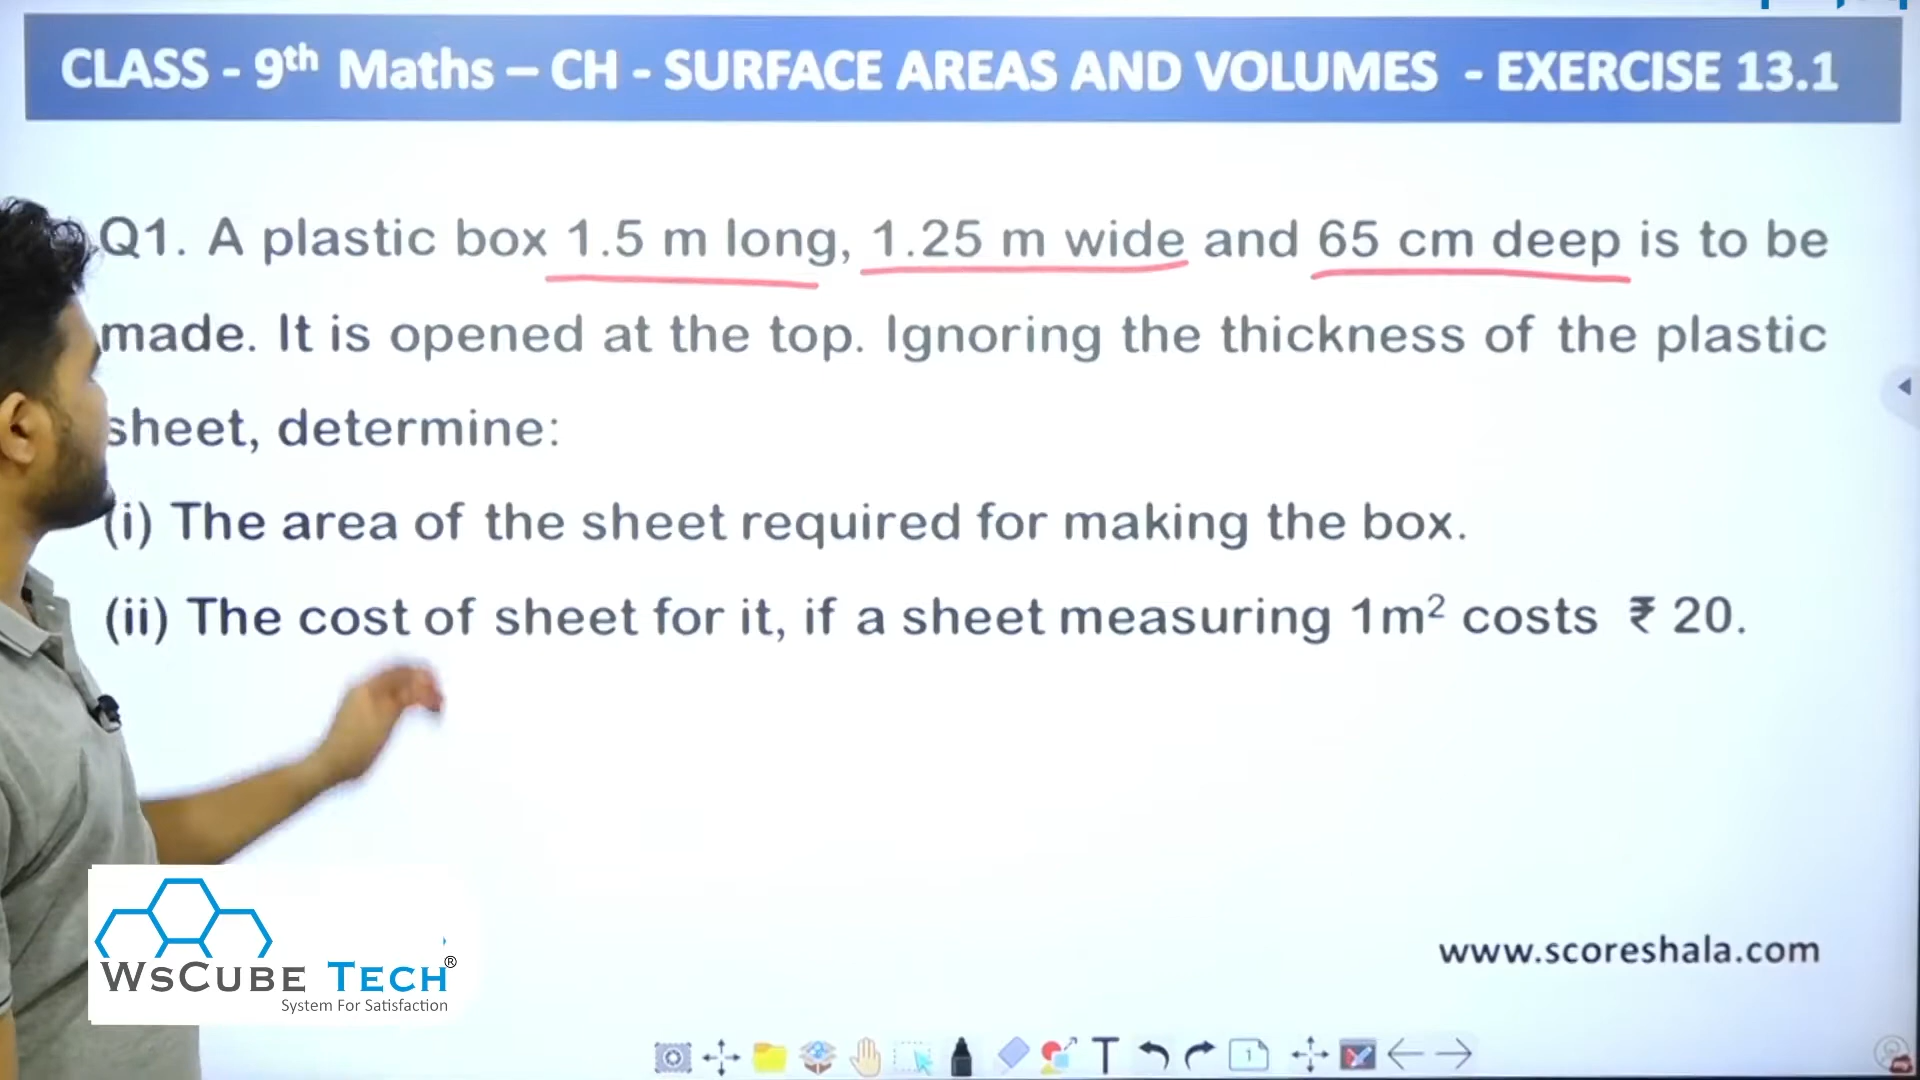 CLASS - 9th Maths – CH - SURFACE AREAS AND VOLUMES - EXERCISE 13.1
Q1. A plastic box 1.5 m long, 1.25 m wide and 65 cm deep is to be
made. It is opened at the top. Ignoring the thickness of the plastic
sheet, determine:
(i) The area of the sheet required for making the box.
(ii) The cost of sheet for it, if a sheet measuring 1m² costs ₹ 20.
www.scoreshala.com
WSCUBE TECH®
System For Satisfaction
T
1